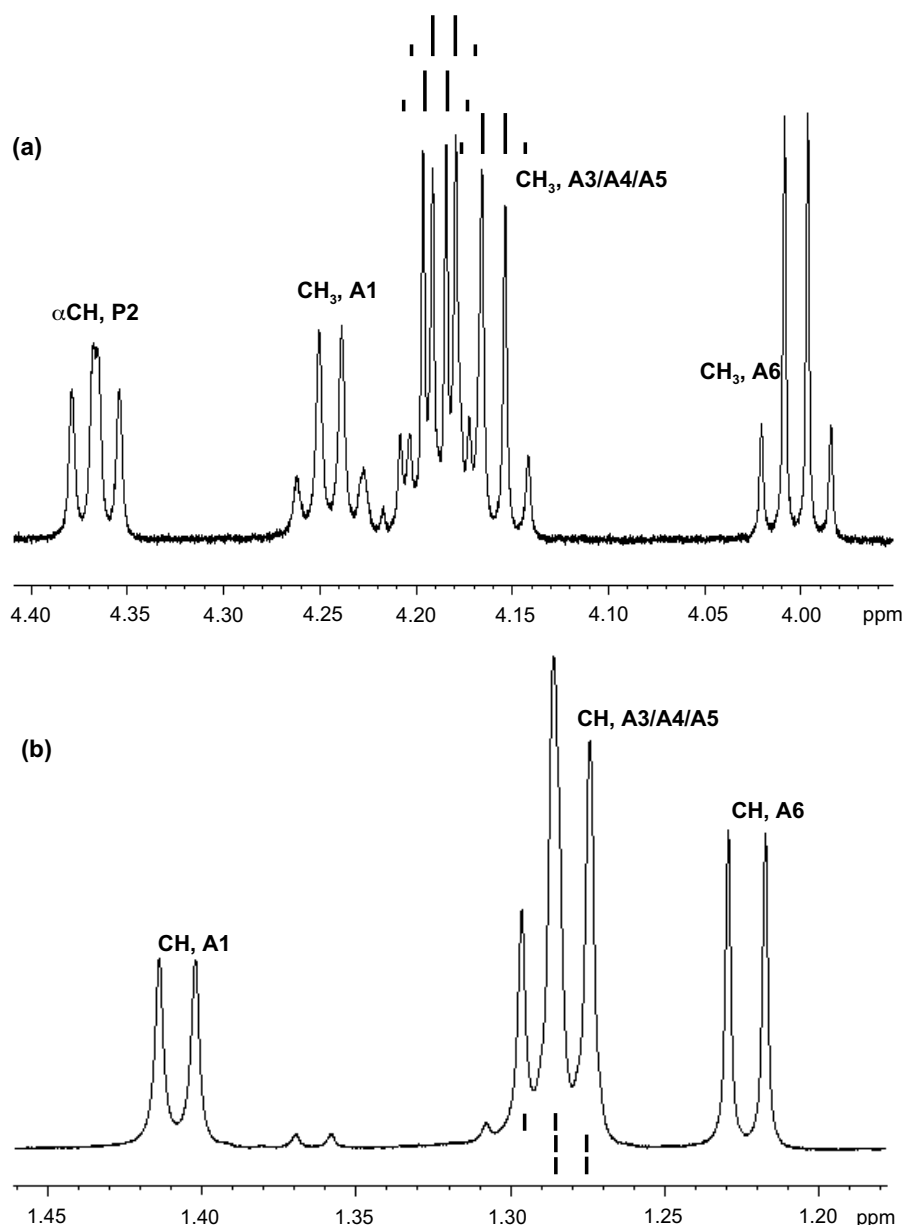 (a)
CH3, A3/A4/A5
CH3, A1
αCH, P2
CH3, A6
4.40 4.35 4.30 4.25 4.20 4.15 4.10 4.05 4.00 ppm
(b)
CH, A3/A4/A5
CH, A6
CH, A1
1.45 1.40 1.35 1.30 1.25 1.20 ppm